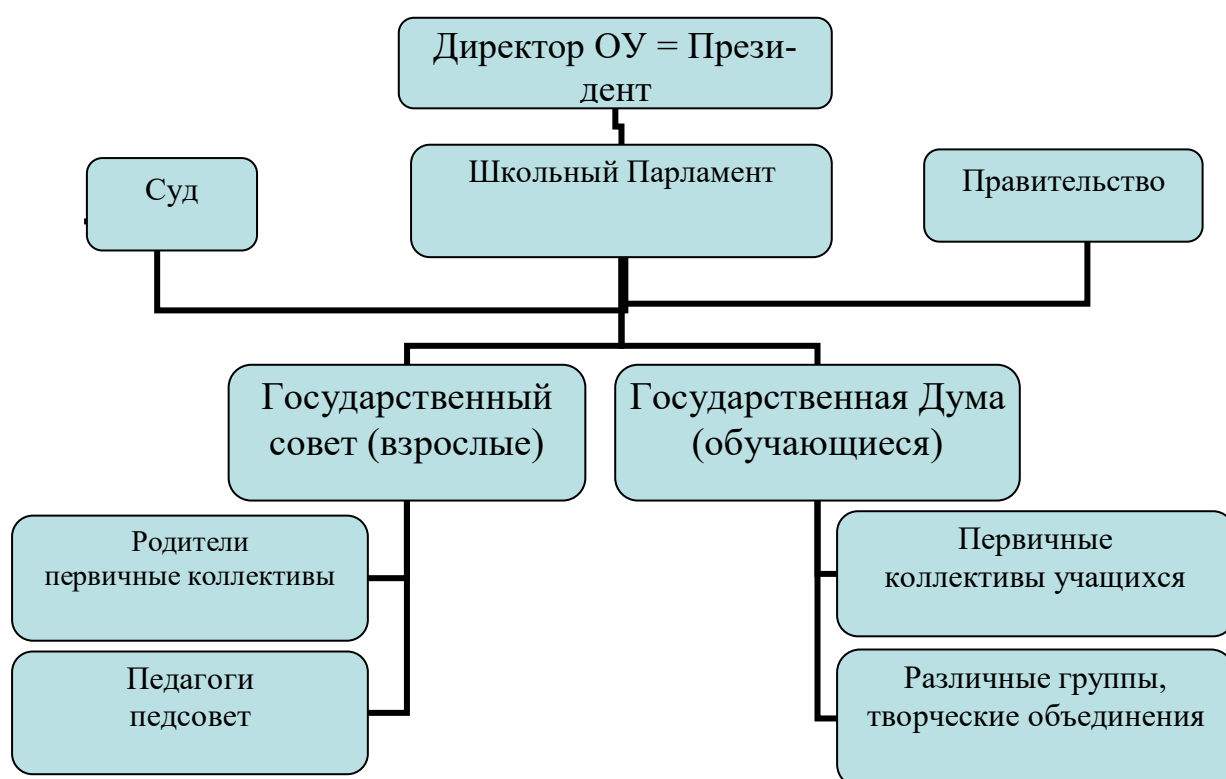 Директор ОУ = Прези-
дент
Школьный Парламент
Суд
Правительство
Государственный
совет (взрослые)
Государственная Дума
(обучающиеся)
Родители
первичные коллективы
Первичные
коллективы учащихся
Педагоги
педсовет
Различные группы,
творческие объединения